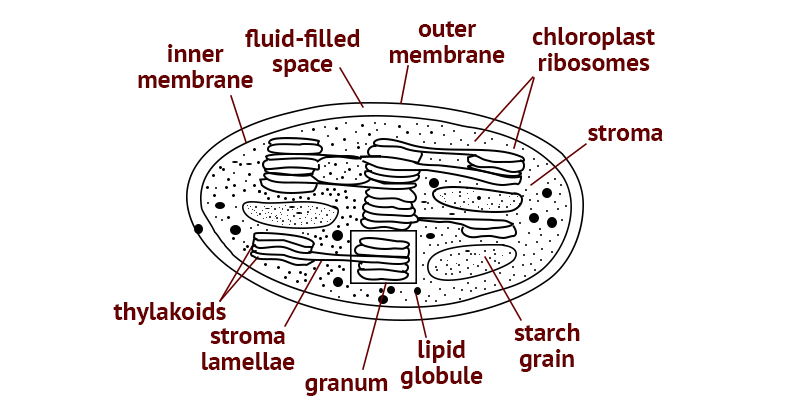 outer
membrane
fluid-filled
space
chloroplast
ribosomes
inner
membrane
stroma
thylakoids
stroma
lamellae
starch
grain
lipid
globule
granum